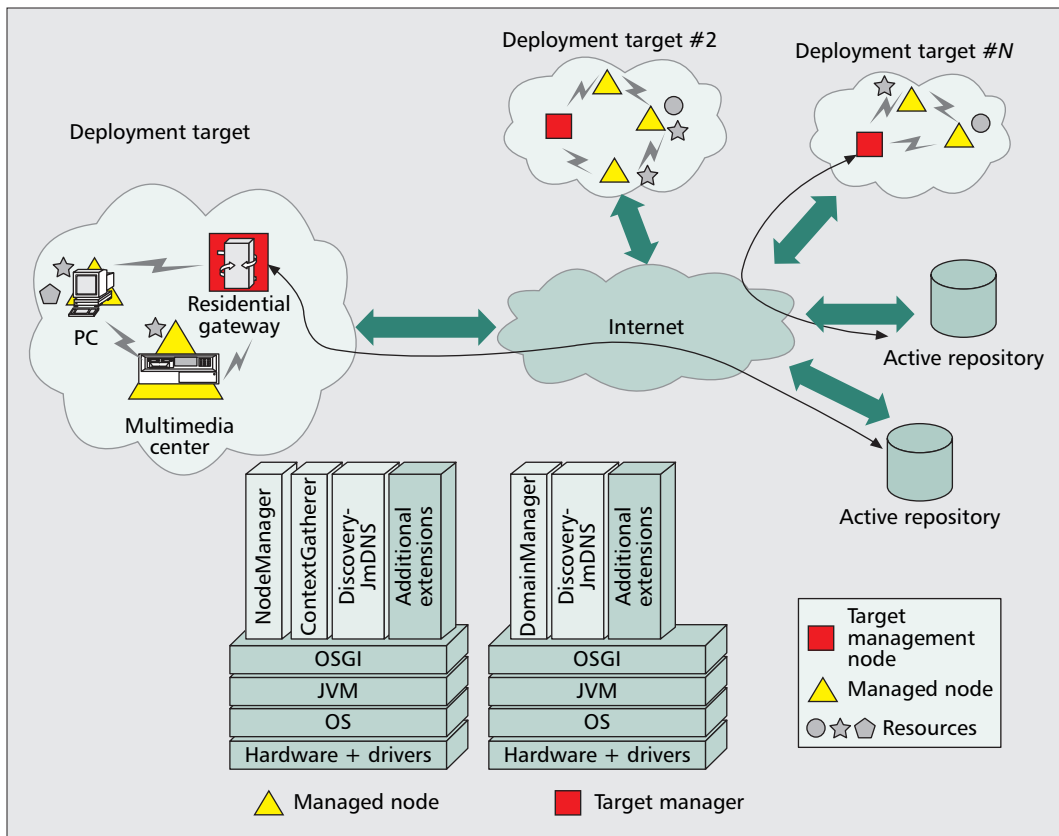 Deployment target #2
Deployment target #N
Deployment target
Residential
gateway
PC
Multimedia
center
Internet
Active repository
Active repository
NodeManager
ContextGatherer
Discovery-
JmDNS
Additional
extensions
OSGI
JVM
OS
Hardware + drivers
DomainManager
Discovery-
JmDNS
Additional
extensions
OSGI
JVM
OS
Hardware + drivers
Target
management
node
Managed node
Resources
Managed node
Target manager